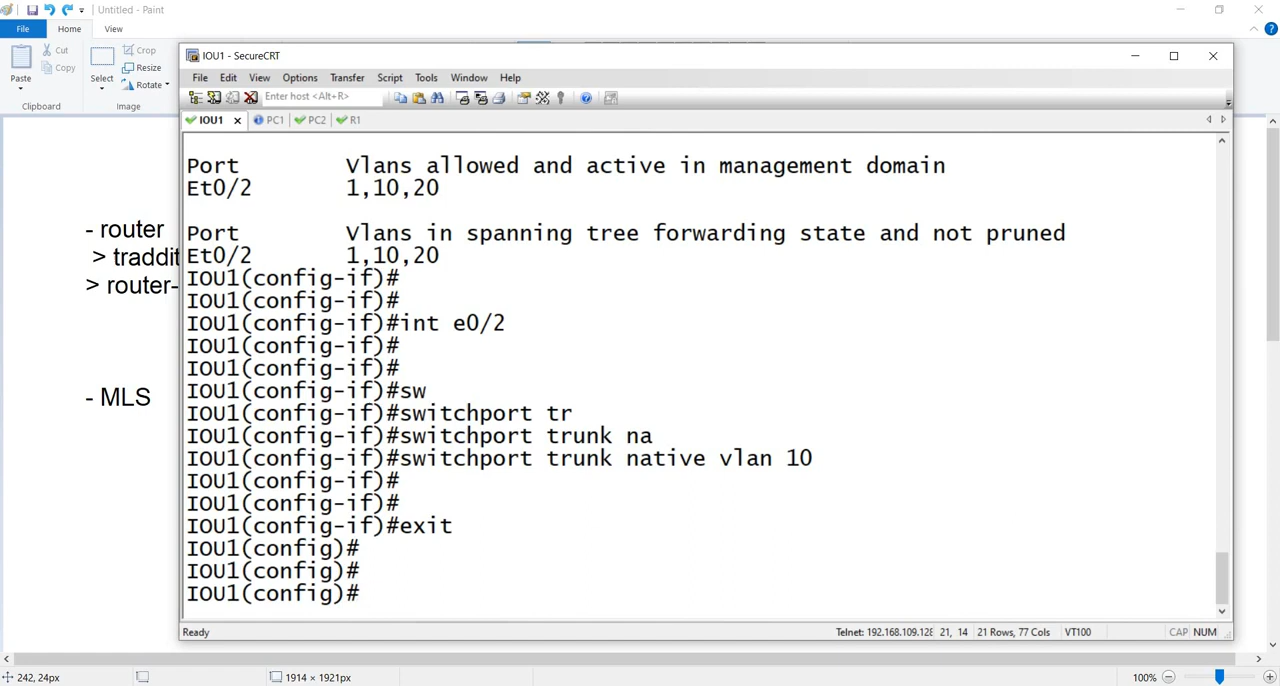 Untitled - Paint
File
Home
View
Paste
Cut
Copy
Clipboard
Select
Crop
Resize
Rotate
Image
- router
> traddit
> router-
- MLS
IOU1 - SecureCRT
File Edit View Options Transfer Script Tools Window Help
Enter host <Alt+R>
IOU1 PC1 PC2 R1
Port Vlans allowed and active in management domain
Et0/2 1,10,20
Port Vlans in spanning tree forwarding state and not pruned
Et0/2 1,10,20
IOU1(config-if)#
IOU1(config-if)#
IOU1(config-if)#int e0/2
IOU1(config-if)#
IOU1(config-if)#
IOU1(config-if)#sw
IOU1(config-if)#switchport tr
IOU1(config-if)#switchport trunk na
IOU1(config-if)#switchport trunk native vlan 10
IOU1(config-if)#
IOU1(config-if)#
IOU1(config-if)#exit
IOU1(config)#
IOU1(config)#
IOU1(config)#
Ready Telnet: 192.168.109.128 21, 14 21 Rows, 77 Cols VT100 CAP NUM
242, 24px 1914 × 1921px 100%